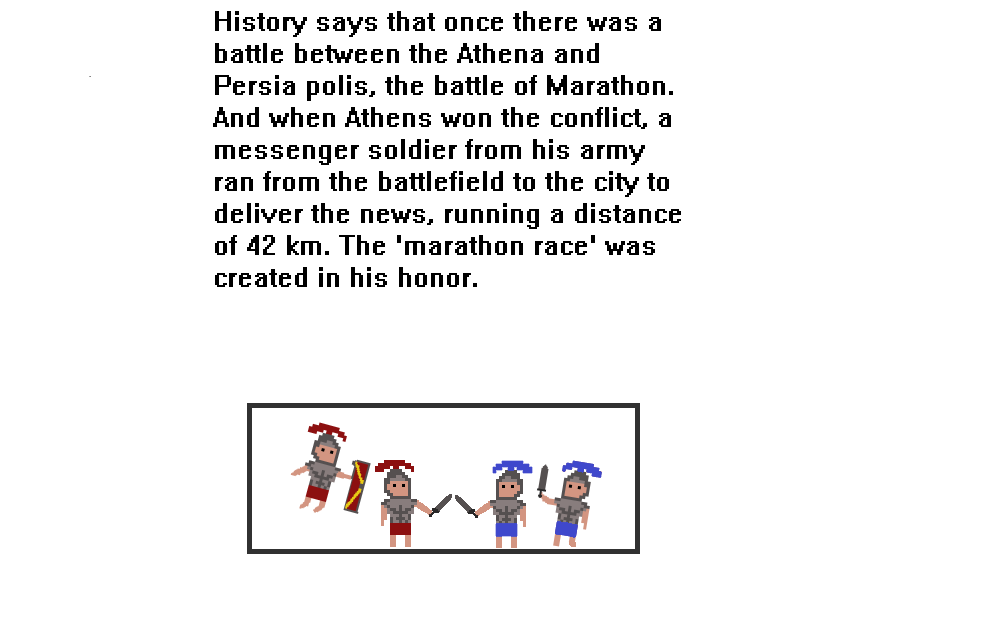 History says that once there was a
battle between the Athena and
Persia polis, the battle of Marathon.
And when Athens won the conflict, a
messenger soldier from his army
ran from the battlefield to the city to
deliver the news, running a distance
of 42 km. The 'marathon race' was
created in his honor.